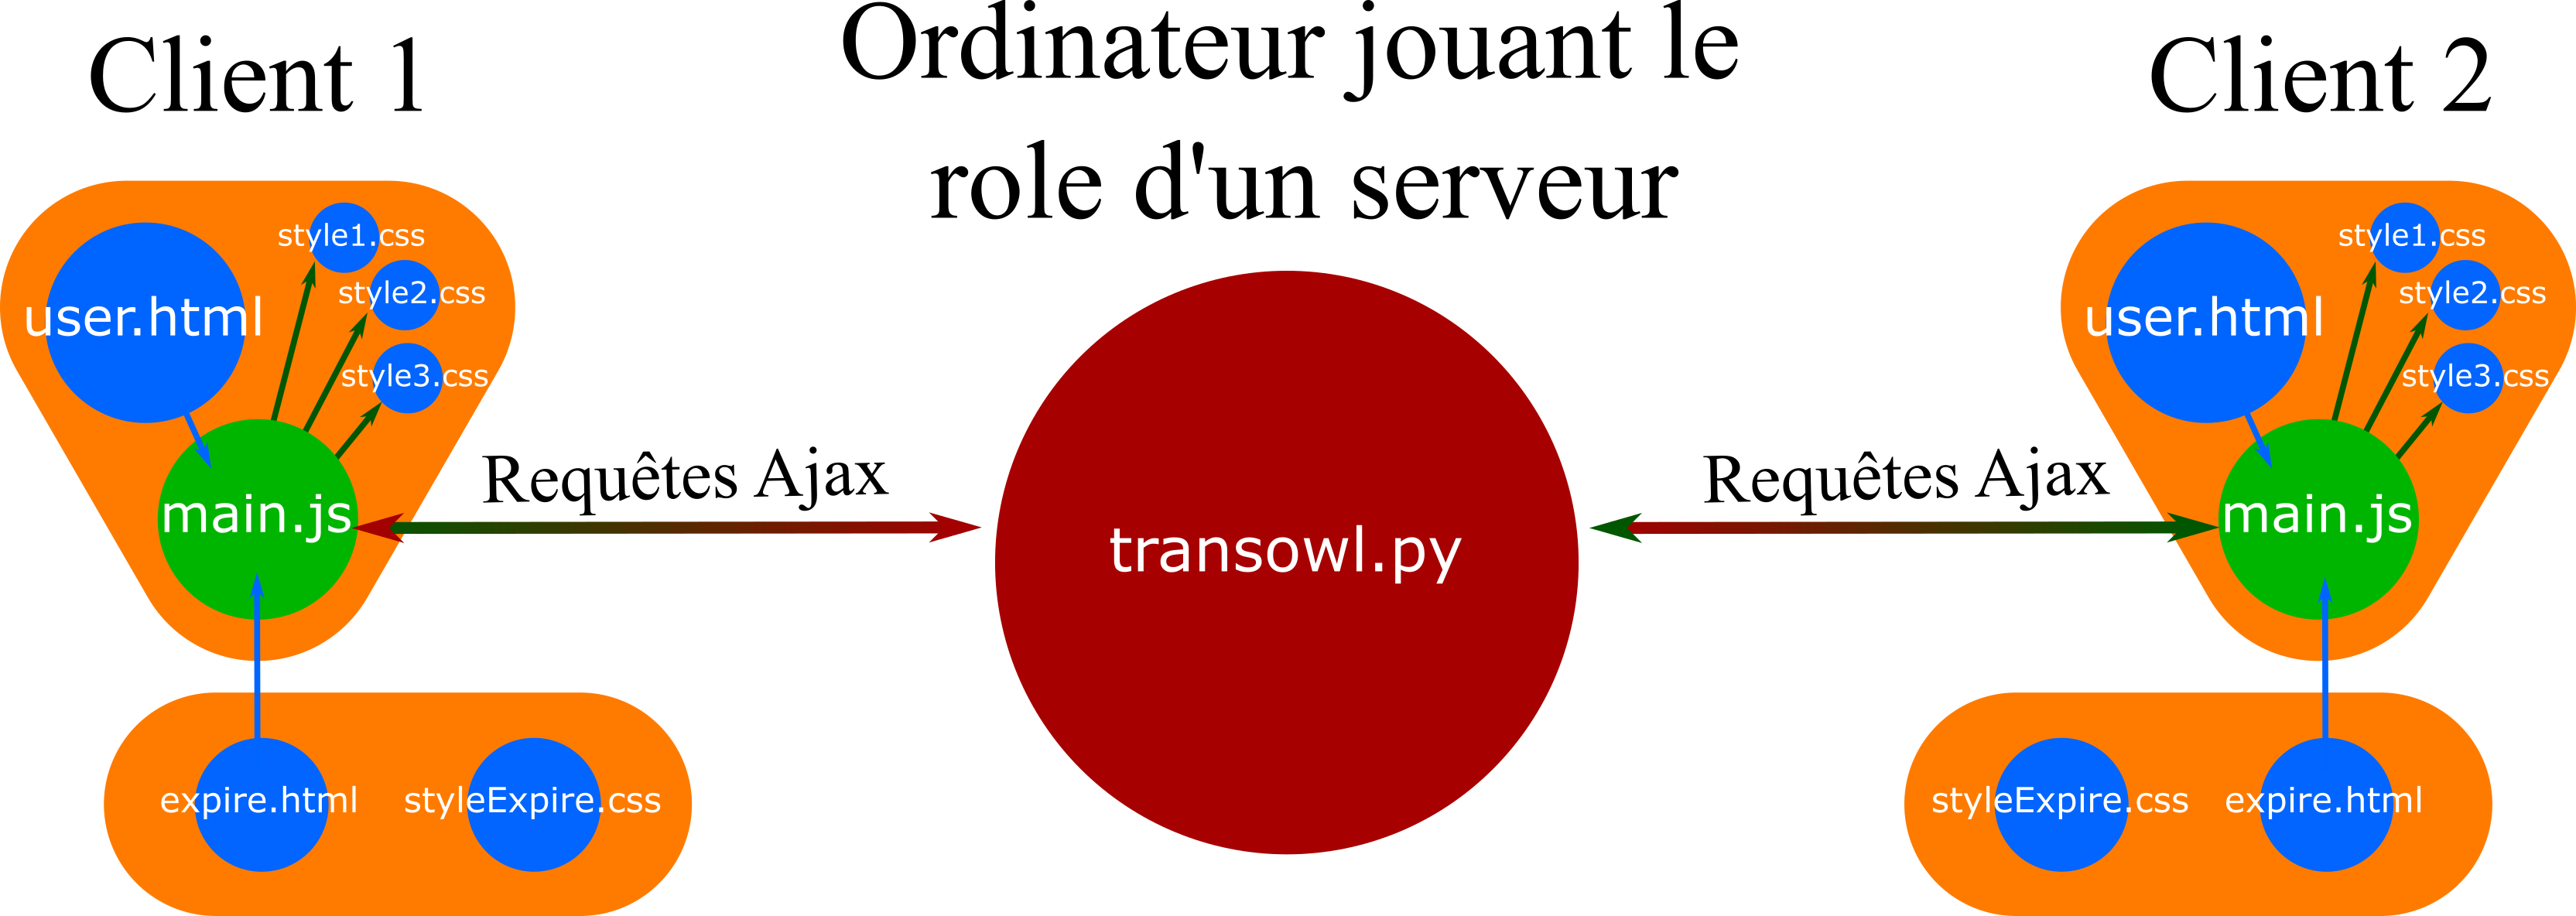 Client 1
Ordinateur jouant le
role d'un serveur
Client 2
user.html
style1.css
style2.css
style3.css
main.js
Requêtes Ajax
transowl.py
Requêtes Ajax
user.html
style1.css
style2.css
style3.css
main.js
expire.html
styleExpire.css
styleExpire.css
expire.html